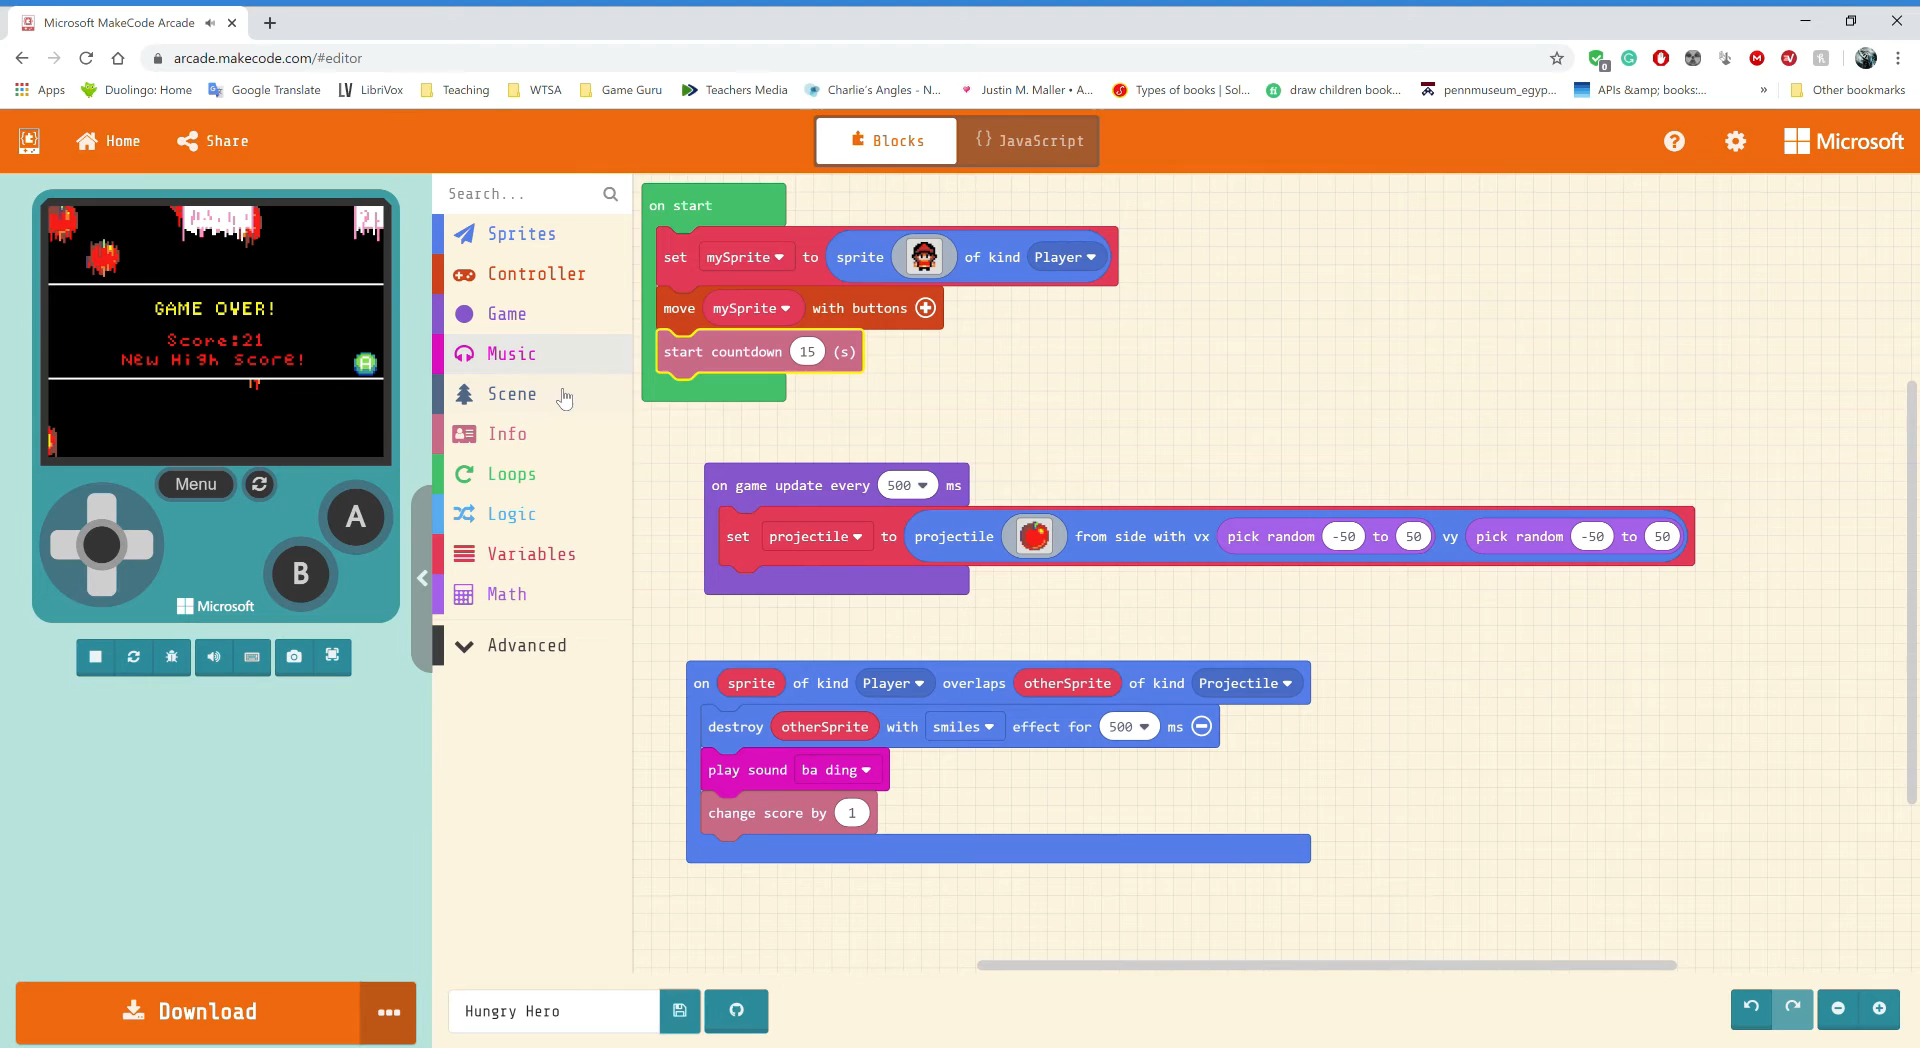 Microsoft MakeCode Arcade
arcade.makecode.com/#editor
0
Apps Duolingo: Home Google Translate LV LibriVox Teaching WTSA Game Guru Teachers Media Charlie's Angles - N... Justin M. Maller • A... Types of books | Sol... draw children book... pennmuseum_egyp... APIs &amp; books:... » Other bookmarks
Home Share Blocks {} JavaScript ? Microsoft
GAME OVER!
Score:21
New High Score!
A
Menu
A
B
Microsoft
Download ...
Search...
Sprites
Controller
Game
Music
Scene
Info
Loops
Logic
Variables
Math
Advanced
on start
set mySprite to sprite of kind Player
move mySprite with buttons
start countdown 15 (s)
on game update every 500 ms
set projectile to projectile from side with vx pick random -50 to 50 vy pick random -50 to 50
on sprite of kind Player overlaps otherSprite of kind Projectile
destroy otherSprite with smiles effect for 500 ms
play sound ba ding
change score by 1
Hungry Hero